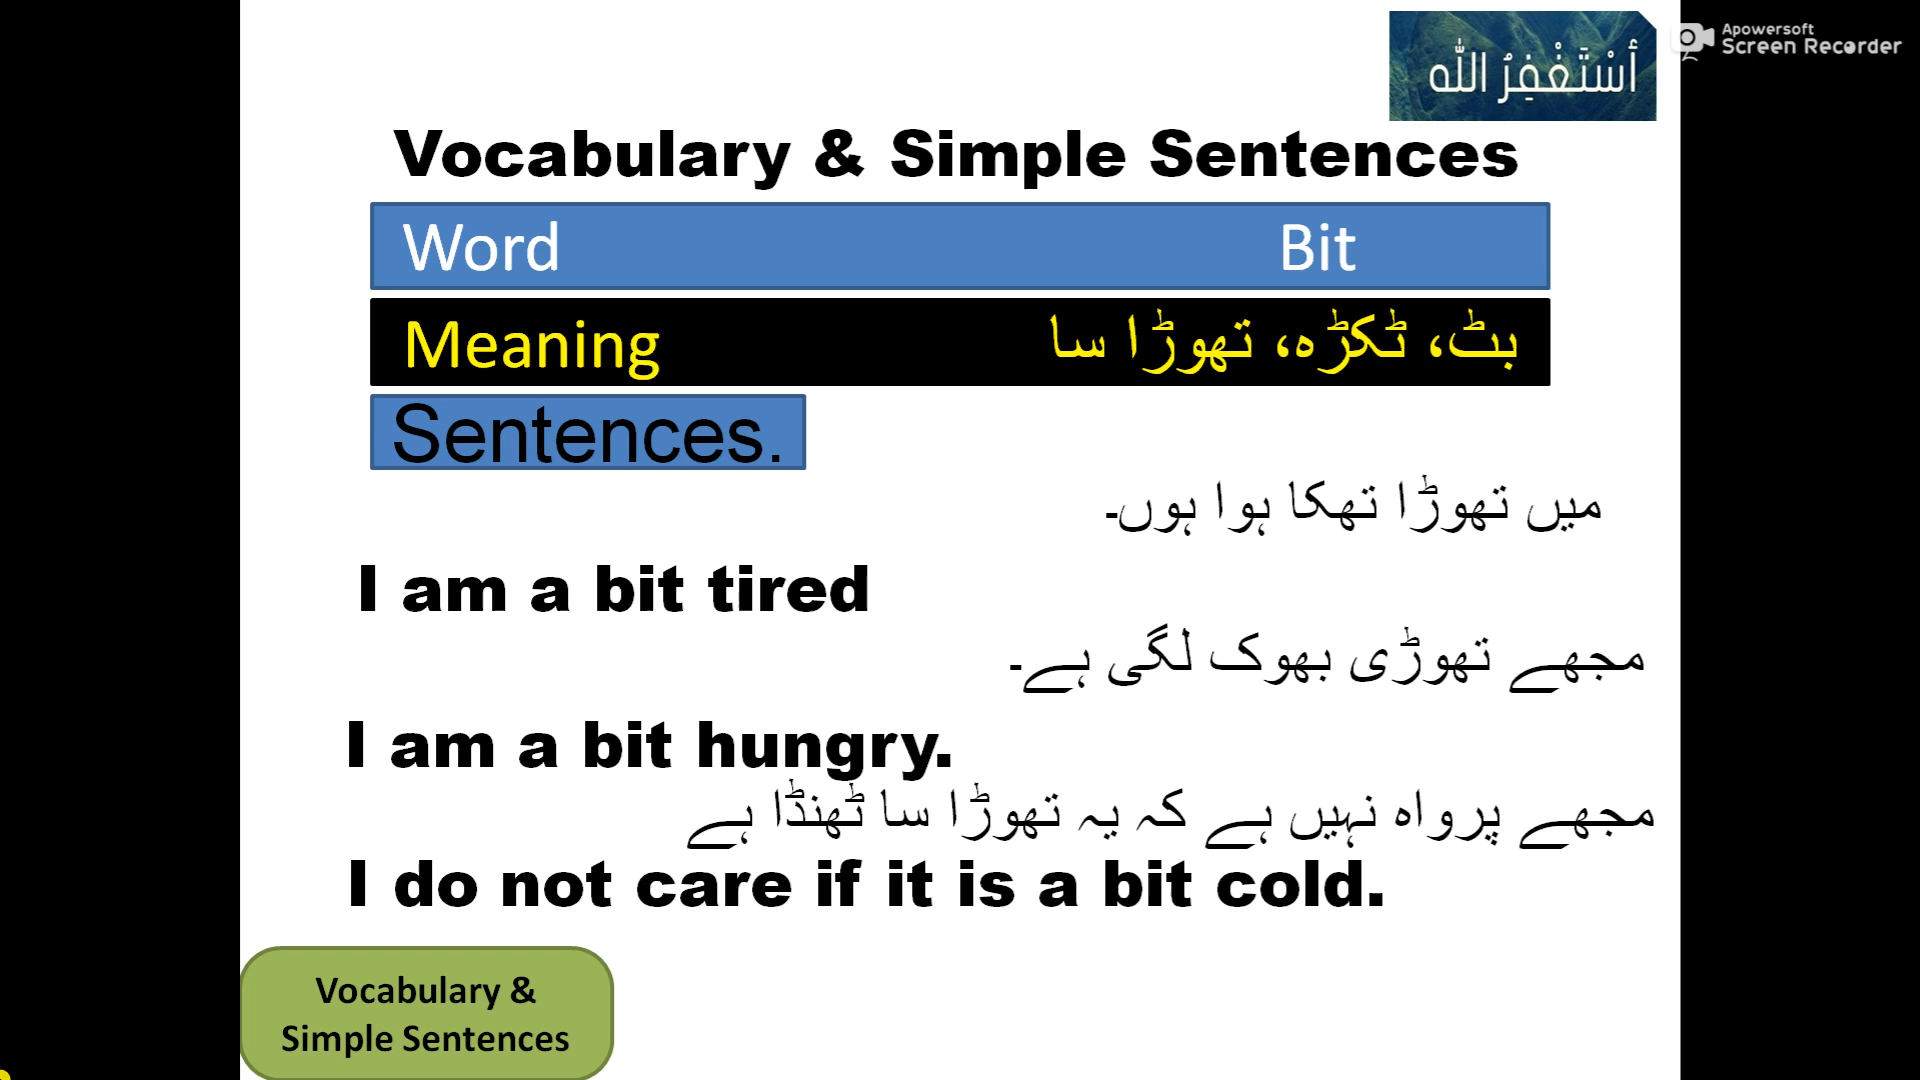 أسْتَغْفِرُ الله
Apowersoft
Screen Recorder
Vocabulary & Simple Sentences
Word Bit
Meaning بٹ، ٹکڑہ، تھوڑا سا
Sentences.
میں تھوڑا تھکا ہوا ہوں۔
I am a bit tired
مجھے تھوڑی بھوک لگی ہے۔
I am a bit hungry.
مجھے پرواہ نہیں ہے کہ یہ تھوڑا سا ٹھنڈا ہے
I do not care if it is a bit cold.
Vocabulary &
Simple Sentences